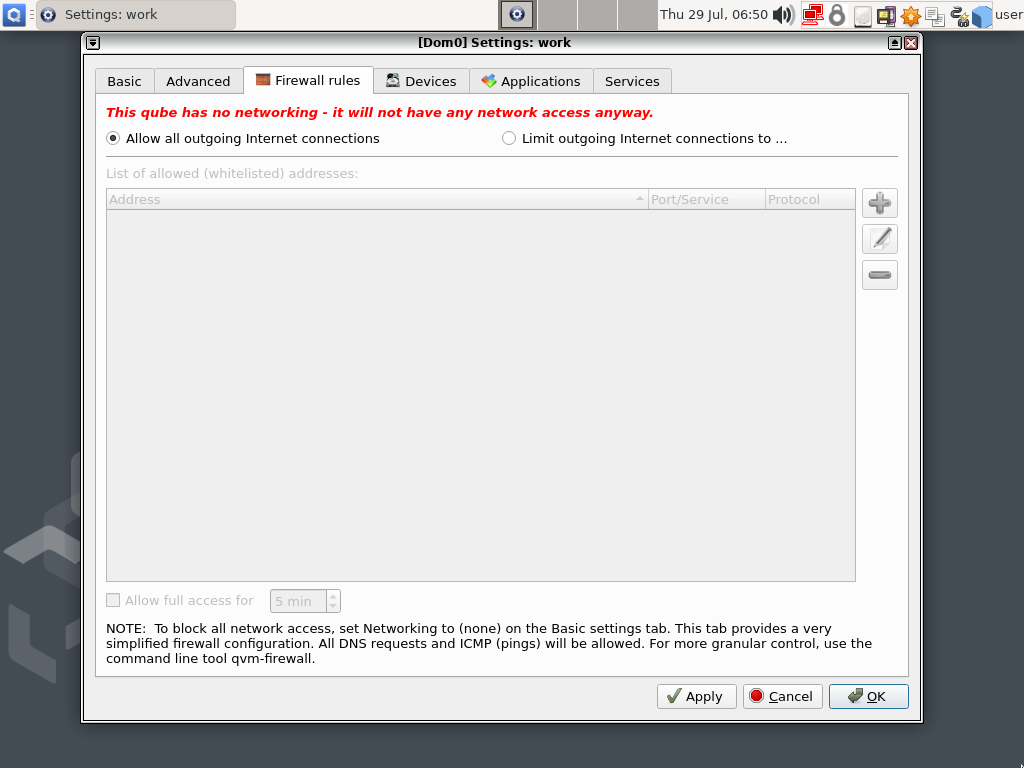 Settings: work
Thu 29 Jul, 06:50
user
[Dom0] Settings: work
Basic
Advanced
Firewall rules
Devices
Applications
Services
This qube has no networking - it will not have any network access anyway.
Allow all outgoing Internet connections
Limit outgoing Internet connections to ...
List of allowed (whitelisted) addresses:
Address
Port/Service
Protocol
Allow full access for
5 min
NOTE:  To block all network access, set Networking to (none) on the Basic settings tab. This tab provides a very
simplified firewall configuration. All DNS requests and ICMP (pings) will be allowed. For more granular control, use the
command line tool qvm-firewall.
Apply
Cancel
OK